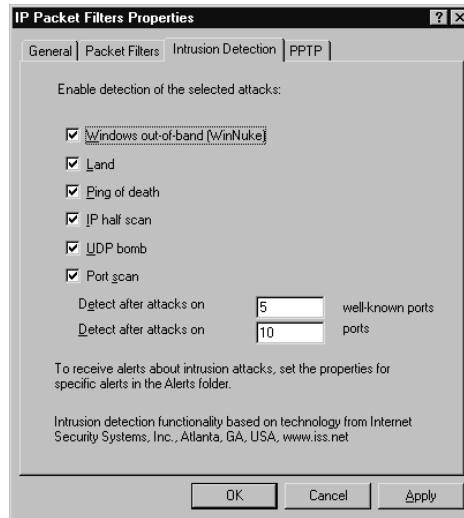 IP Packet Filters Properties
General Packet Filters Intrusion Detection PPTP
Enable detection of the selected attacks:
Windows out-of-band (WinNuke)
Land
Ping of death
IP half scan
UDP bomb
Port scan
Detect after attacks on 5 well-known ports
Detect after attacks on 10 ports
To receive alerts about intrusion attacks, set the properties for
specific alerts in the Alerts folder.
Intrusion detection functionality based on technology from Internet
Security Systems, Inc., Atlanta, GA, USA, www.iss.net
OK Cancel Apply